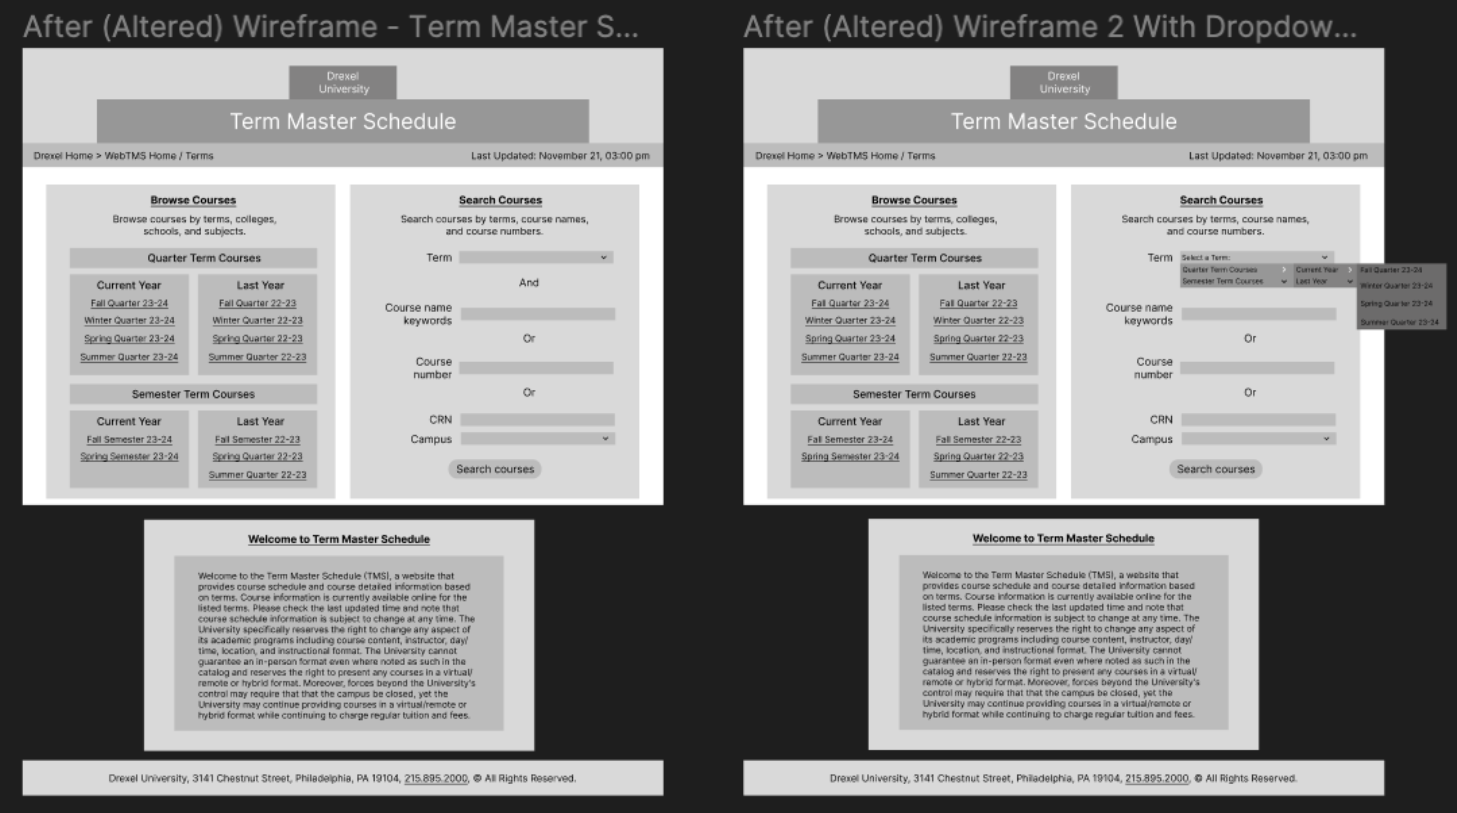 After (Altered) Wireframe - Term Master S...
Drexel
University
Term Master Schedule
Drexel Home > WebTMS Home / Terms
Last Updated: November 21, 03:00 pm
Browse Courses
Browse courses by terms, colleges,
schools, and subjects.
Quarter Term Courses
Current Year
Fall Quarter 23-24
Winter Quarter 23-24
Spring Quarter 23-24
Summer Quarter 23-24
Last Year
Fall Quarter 22-23
Winter Quarter 22-23
Spring Quarter 22-23
Summer Quarter 22-23
Semester Term Courses
Current Year
Fall Semester 23-24
Spring Semester 23-24
Last Year
Fall Semester 22-23
Spring Quarter 22-23
Summer Quarter 22-23
Search Courses
Search courses by terms, course names,
and course numbers.
Term
And
Course name
keywords
Or
Course
number
Or
CRN
Campus
Search courses
Welcome to Term Master Schedule
Welcome to the Term Master Schedule (TMS), a website that
provides course schedule and course detailed information based
on terms. Course information is currently available online for the
listed terms. Please check the last updated time and note that
course schedule information is subject to change at any time. The
University specifically reserves the right to change any aspect of
its academic programs including course content, instructor, day/
time, location, and instructional format. The University cannot
guarantee an in-person format even where noted as such in the
catalog and reserves the right to present any courses in a virtual/
remote or hybrid format. Moreover, forces beyond the University's
control may require that that the campus be closed, yet the
University may continue providing courses in a virtual/remote or
hybrid format while continuing to charge regular tuition and fees.
Drexel University, 3141 Chestnut Street, Philadelphia, PA 19104, 215.895.2000, © All Rights Reserved.
After (Altered) Wireframe 2 With Dropdow...
Drexel
University
Term Master Schedule
Drexel Home > WebTMS Home / Terms
Last Updated: November 21, 03:00 pm
Browse Courses
Browse courses by terms, colleges,
schools, and subjects.
Quarter Term Courses
Current Year
Fall Quarter 23-24
Winter Quarter 23-24
Spring Quarter 23-24
Summer Quarter 23-24
Last Year
Fall Quarter 22-23
Winter Quarter 22-23
Spring Quarter 22-23
Summer Quarter 22-23
Semester Term Courses
Current Year
Fall Semester 23-24
Spring Semester 23-24
Last Year
Fall Semester 22-23
Spring Quarter 22-23
Summer Quarter 22-23
Search Courses
Search courses by terms, course names,
and course numbers.
Term
Select a Term:
Quarter Term Courses
Semester Term Courses
Current Year
Last Year
Fall Quarter 23-24
Winter Quarter 23-24
Spring Quarter 23-24
Summer Quarter 23-24
Course name
keywords
Or
Course
number
Or
CRN
Campus
Search courses
Welcome to Term Master Schedule
Welcome to the Term Master Schedule (TMS), a website that
provides course schedule and course detailed information based
on terms. Course information is currently available online for the
listed terms. Please check the last updated time and note that
course schedule information is subject to change at any time. The
University specifically reserves the right to change any aspect of
its academic programs including course content, instructor, day/
time, location, and instructional format. The University cannot
guarantee an in-person format even where noted as such in the
catalog and reserves the right to present any courses in a virtual/
remote or hybrid format. Moreover, forces beyond the University's
control may require that that the campus be closed, yet the
University may continue providing courses in a virtual/remote or
hybrid format while continuing to charge regular tuition and fees.
Drexel University, 3141 Chestnut Street, Philadelphia, PA 19104, 215.895.2000, © All Rights Reserved.